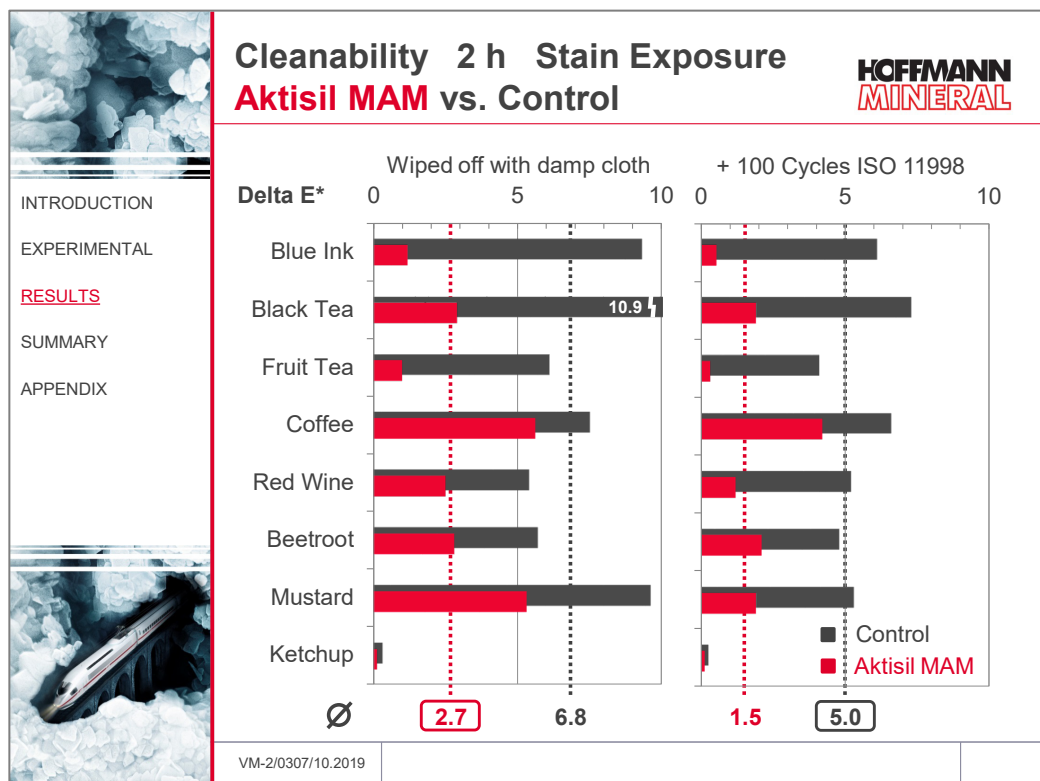 Cleanability 2 h Stain Exposure
Aktisil MAM vs. Control
HOFFMANN
MINERAL
INTRODUCTION
EXPERIMENTAL
RESULTS
SUMMARY
APPENDIX
Wiped off with damp cloth
+ 100 Cycles ISO 11998
Delta E*
0 5 10
0 5 10
Blue Ink
Black Tea
10.9
Fruit Tea
Coffee
Red Wine
Beetroot
Mustard
Ketchup
Control
Aktisil MAM
Ø 2.7 6.8 1.5 5.0
VM-2/0307/10.2019